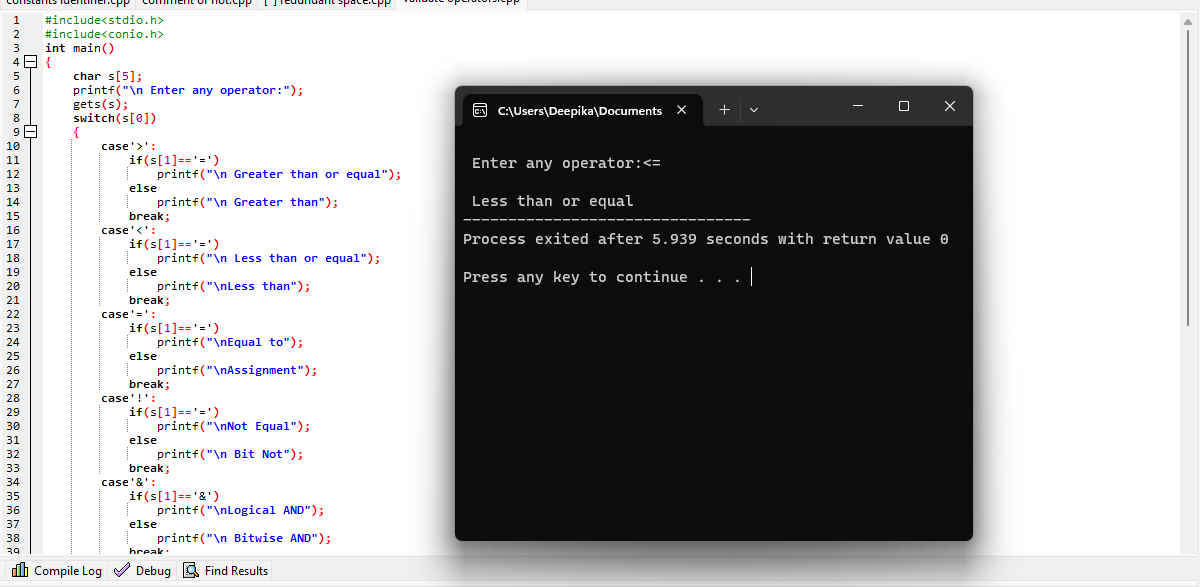 constants identifier.cpp comment or not.cpp [*] redundant space.cpp validate operators.cpp
1 #include<stdio.h>
2 #include<conio.h>
3 int main()
4 {
5 char s[5];
6 printf("\n Enter any operator:");
7 gets(s);
8 switch(s[0])
9 {
10 case'>':
11 if(s[1]=='=')
12 printf("\n Greater than or equal");
13 else
14 printf("\n Greater than");
15 break;
16 case'<':
17 if(s[1]=='=')
18 printf("\n Less than or equal");
19 else
20 printf("\nLess than");
21 break;
22 case'=':
23 if(s[1]=='=')
24 printf("\nEqual to");
25 else
26 printf("\nAssignment");
27 break;
28 case'!':
29 if(s[1]=='=')
30 printf("\nNot Equal");
31 else
32 printf("\n Bit Not");
33 break;
34 case'&':
35 if(s[1]=='&')
36 printf("\nLogical AND");
37 else
38 printf("\n Bitwise AND");
39 break;
C:\Users\Deepika\Documents
Enter any operator:<=
Less than or equal
--------------------------------
Process exited after 5.939 seconds with return value 0
Press any key to continue . . .
Compile Log Debug Find Results